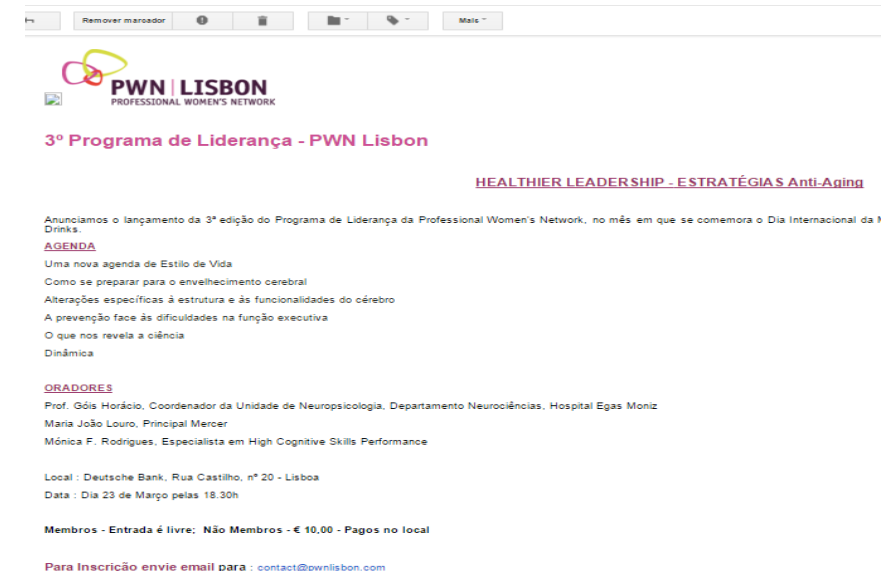 Remover marcador
Mais
PWN | LISBON
PROFESSIONAL WOMEN'S NETWORK
3º Programa de Liderança - PWN Lisbon
HEALTHIER LEADERSHIP - ESTRATÉGIAS Anti-Aging
Anunciamos o lançamento da 3ª edição do Programa de Liderança da Professional Women's Network, no mês em que se comemora o Dia Internacional da
Drinks.
AGENDA
Uma nova agenda de Estilo de Vida
Como se preparar para o envelhecimento cerebral
Alterações específicas à estrutura e às funcionalidades do cérebro
A prevenção face às dificuldades na função executiva
O que nos revela a ciência
Dinâmica
ORADORES
Prof. Góis Horácio, Coordenador da Unidade de Neuropsicologia, Departamento Neurociências, Hospital Egas Moniz
Maria João Louro, Principal Mercer
Mónica F. Rodrigues, Especialista em High Cognitive Skills Performance
Local : Deutsche Bank, Rua Castilho, nº 20 - Lisboa
Data : Dia 23 de Março pelas 18.30h
Membros - Entrada é livre; Não Membros - € 10,00 - Pagos no local
Para Inscrição envie email para : contact@pwnlisbon.com